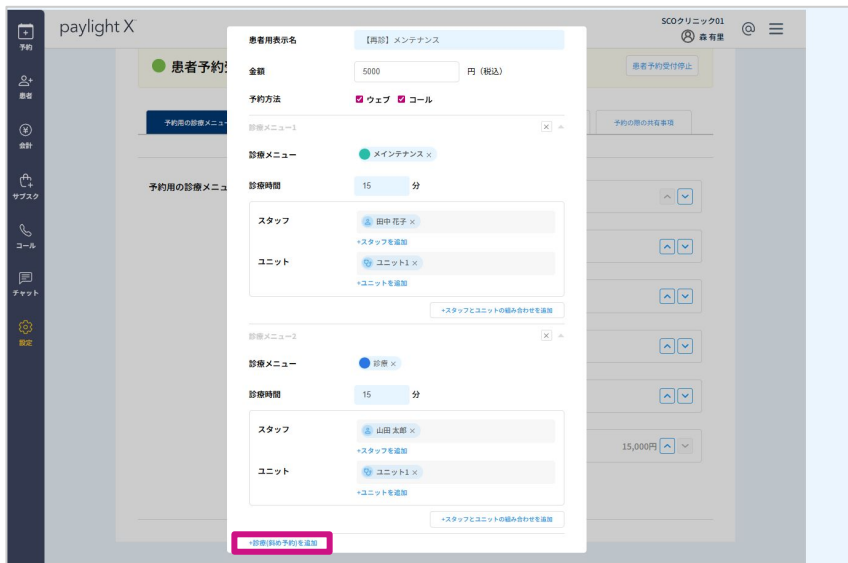 paylight X
SCOクリニック01
森 有里
予約
患者
会計
サブスク
コール
チャット
設定
患者予約
患者予約受付停止
予約用の診療メニュー
予約の際の共有事項
予約用の診療メニュ
15,000円
患者用表示名
【再診】メンテナンス
金額
5000 円（税込）
予約方法
ウェブ コール
診療メニュー1
診療メニュー
メインテナンス ×
診療時間
15 分
スタッフ
田中 花子 ×
+スタッフを追加
ユニット
ユニット1 ×
+ユニットを追加
+スタッフとユニットの組み合わせを追加
診療メニュー2
診療メニュー
診療 ×
診療時間
15 分
スタッフ
山田 太郎 ×
+スタッフを追加
ユニット
ユニット1 ×
+ユニットを追加
+スタッフとユニットの組み合わせを追加
+診療(斜め予約)を追加